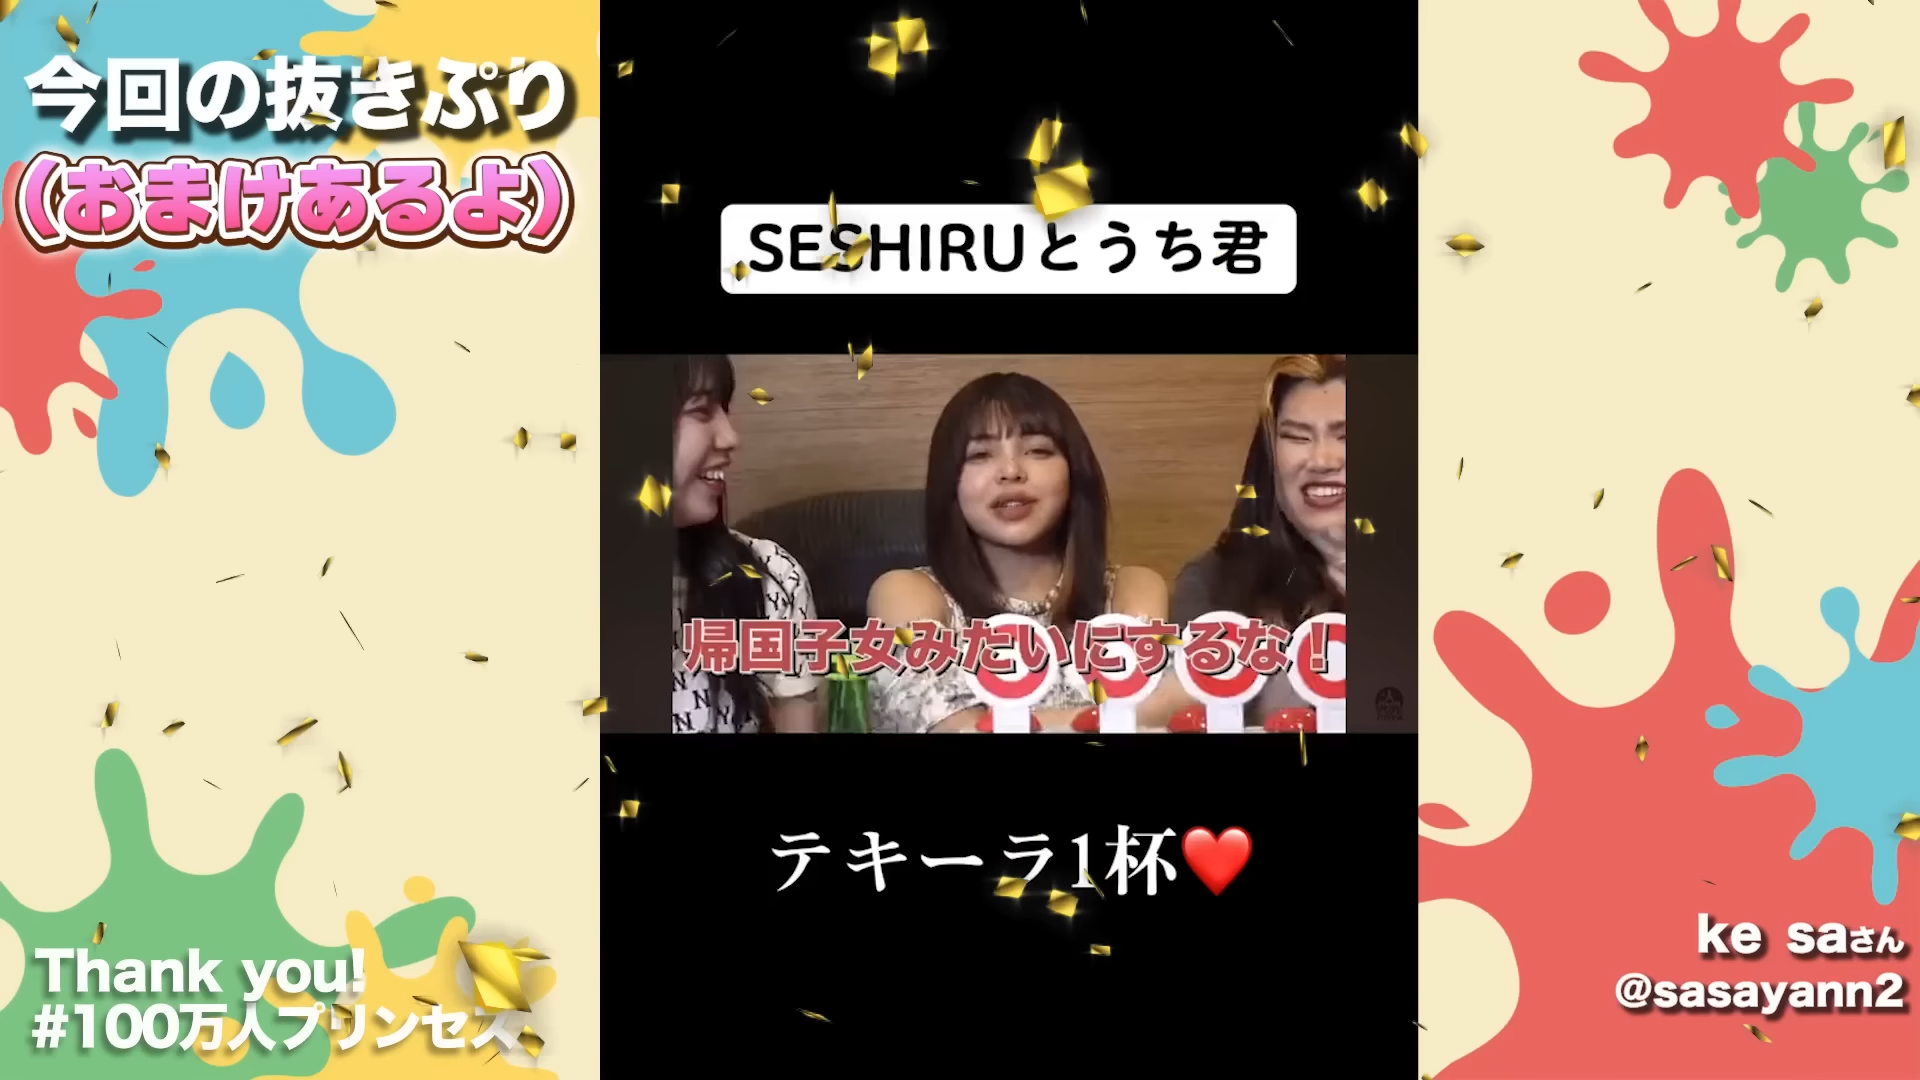 今回の抜きぷり
(おまけあるよ)
SESHIRUとうち君
帰国子女みたいにするな!
テキーラ1杯❤️
Thank you!
#100万人プリンセス
ke saさん
@sasayann2